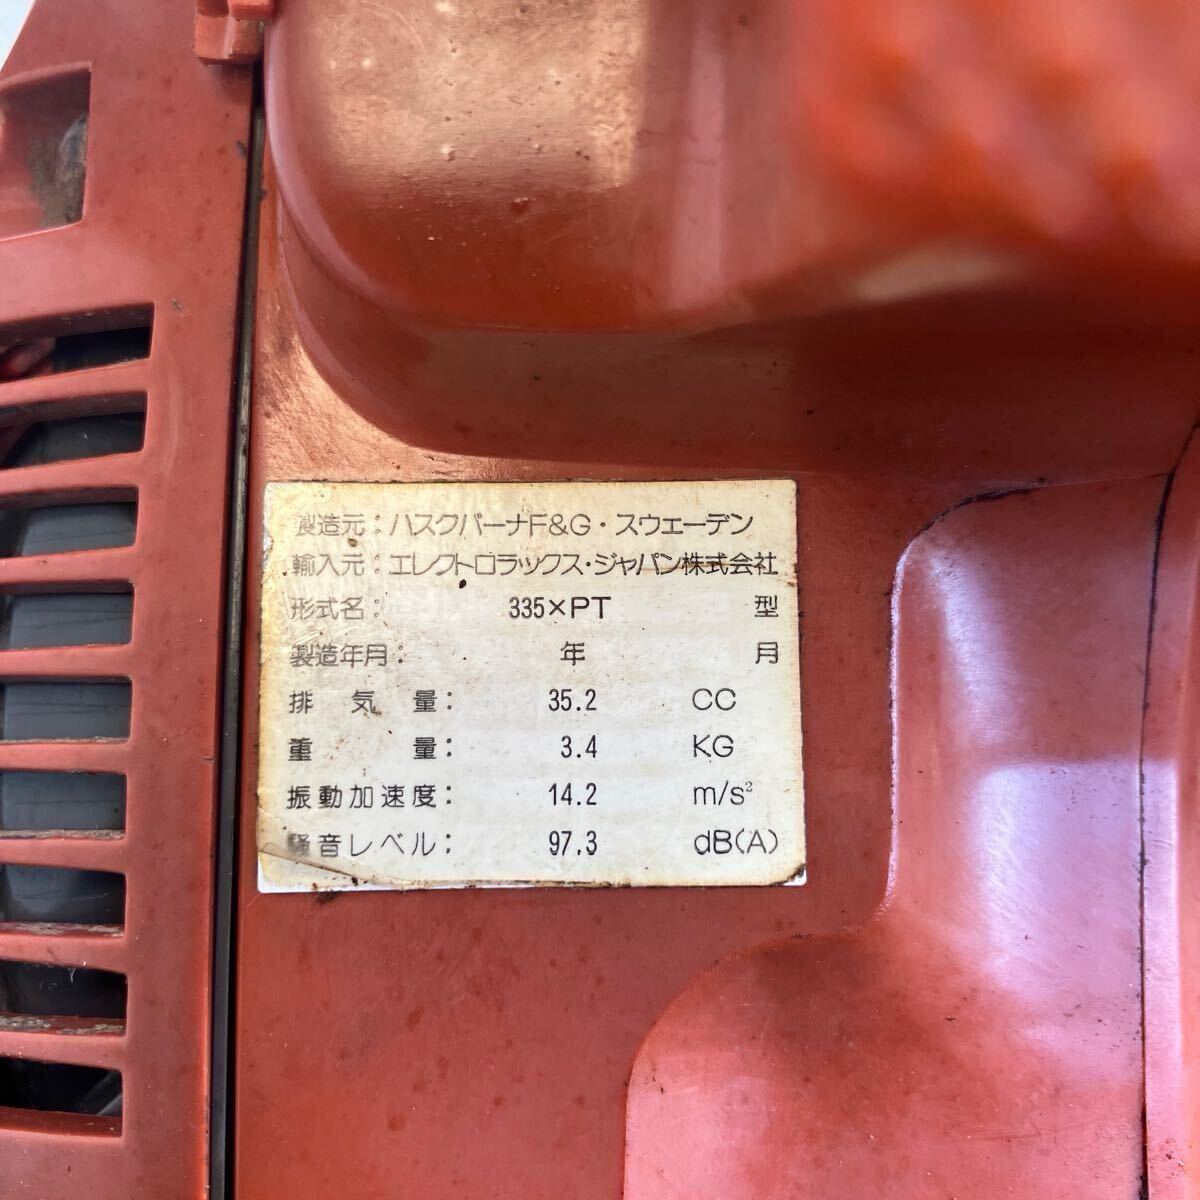 製造元：ハスクバーナF&G・スウェーデン
輸入元：エレクトロラックス・ジャパン株式会社
形式名： 335×PT 型
製造年月： 年 月
排気量： 35.2 CC
重量： 3.4 KG
振動加速度： 14.2 m/s²
騒音レベル： 97.3 dB(A)